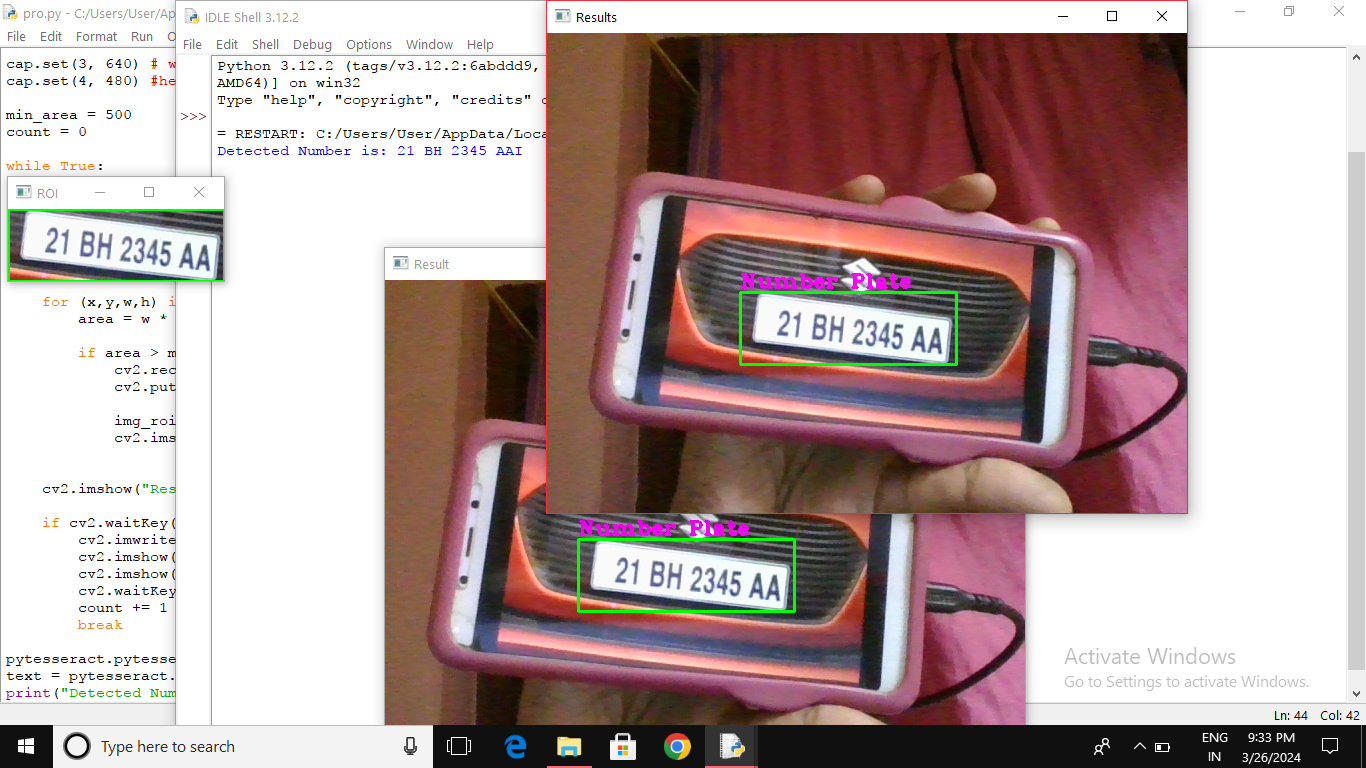 pro.py - C:/Users/User/Ap
File Edit Format Run O
cap.set(3, 640) # w
cap.set(4, 480) #he
min_area = 500
count = 0
while True:
for (x,y,w,h) i
area = w *
if area > m
cv2.rec
cv2.put
img_roi
cv2.ims
cv2.imshow("Res
if cv2.waitKey(
cv2.imwrite
cv2.imshow(
cv2.imshow(
cv2.waitKey
count += 1
break
pytesseract.pytesse
text = pytesseract.
print("Detected Num
ROI
21 BH 2345 AA
IDLE Shell 3.12.2
File Edit Shell Debug Options Window Help
Python 3.12.2 (tags/v3.12.2:6abddd9,
AMD64)] on win32
Type "help", "copyright", "credits" o
>>>
= RESTART: C:/Users/User/AppData/Loca
Detected Number is: 21 BH 2345 AAI
Result
Number Plate
21 BH 2345 AA
Results
Number Plate
21 BH 2345 AA
Activate Windows
Go to Settings to activate Windows.
Ln: 44 Col: 42
Type here to search
ENG
IN
9:33 PM
3/26/2024